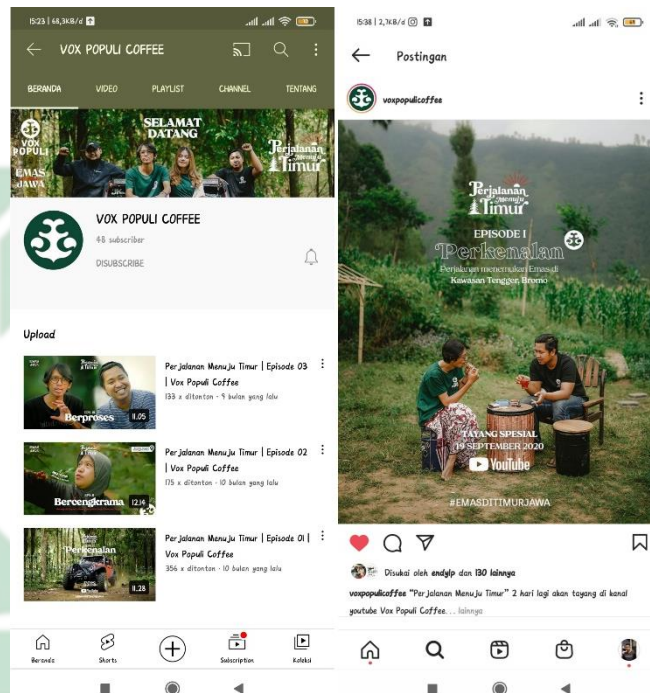 15:23 | 48,3KB/d
VOX POPULI COFFEE
BERANDA VIDEO PLAYLIST CHANNEL TENTANG
VOX
POPULI
EMAS
JAWA
SELAMAT
DATANG
Perjalanan
Menuju
Timur
VOX POPULI COFFEE
48 subscriber
DISUBSCRIBE
Upload
Perjalanan Menuju Timur | Episode 03
| Vox Populi Coffee
133 x ditonton · 9 bulan yang lalu
Berproses
11.05
Perjalanan Menuju Timur | Episode 02
| Vox Populi Coffee
175 x ditonton · 10 bulan yang lalu
Bercengkrama
12.14
Perjalanan Menuju Timur | Episode 01 |
Vox Populi Coffee
356 x ditonton · 10 bulan yang lalu
Perkenalan
11.28
Beranda Shorts Subscription Koleksi
15:38 | 2,7KB/d
Postingan
voxpopulicoffee
Perjalanan
Menuju
Timur
EPISODE 1
Perkenalan
Perjalanan menemukan Emas di
Kawasan Tengger, Bromo
TAYANG SPESIAL
19 SEPTEMBER 2020
YouTube
#EMASDITIMURJAWA
Disukai oleh endylp dan 130 lainnya
voxpopulicoffee "Perjalanan Menuju Timur" 2 hari lagi akan tayang di kanal
youtube Vox Populi Coffee... lainnya